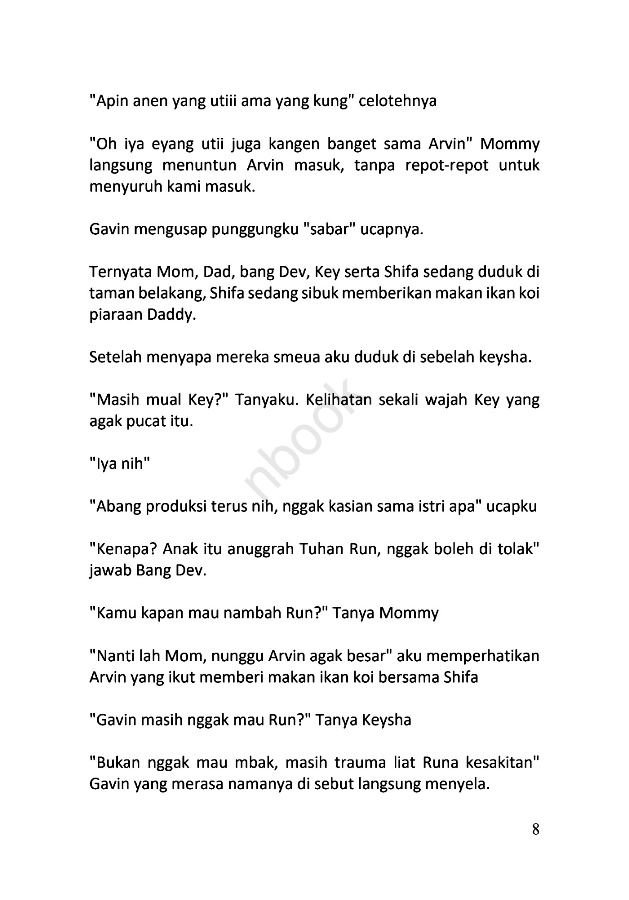 "Apin anen yang utiii ama yang kung" celotehnya
"Oh iya eyang utii juga kangen banget sama Arvin" Mommy
langsung menuntun Arvin masuk, tanpa repot-repot untuk
menyuruh kami masuk.
Gavin mengusap punggungku "sabar" ucapnya.
Ternyata Mom, Dad, bang Dev, Key serta Shifa sedang duduk di
taman belakang, Shifa sedang sibuk memberikan makan ikan koi
piaraan Daddy.
Setelah menyapa mereka smeua aku duduk di sebelah keysha.
"Masih mual Key?" Tanyaku. Kelihatan sekali wajah Key yang
agak pucat itu.
nbook
"Iya nih"
"Abang produksi terus nih, nggak kasian sama istri apa" ucapku
"Kenapa? Anak itu anuggrah Tuhan Run, nggak boleh di tolak"
jawab Bang Dev.
"Kamu kapan mau nambah Run?" Tanya Mommy
"Nanti lah Mom, nunggu Arvin agak besar" aku memperhatikan
Arvin yang ikut memberi makan ikan koi bersama Shifa
"Gavin masih nggak mau Run?" Tanya Keysha
"Bukan nggak mau mbak, masih trauma liat Runa kesakitan"
Gavin yang merasa namanya di sebut langsung menyela.
8